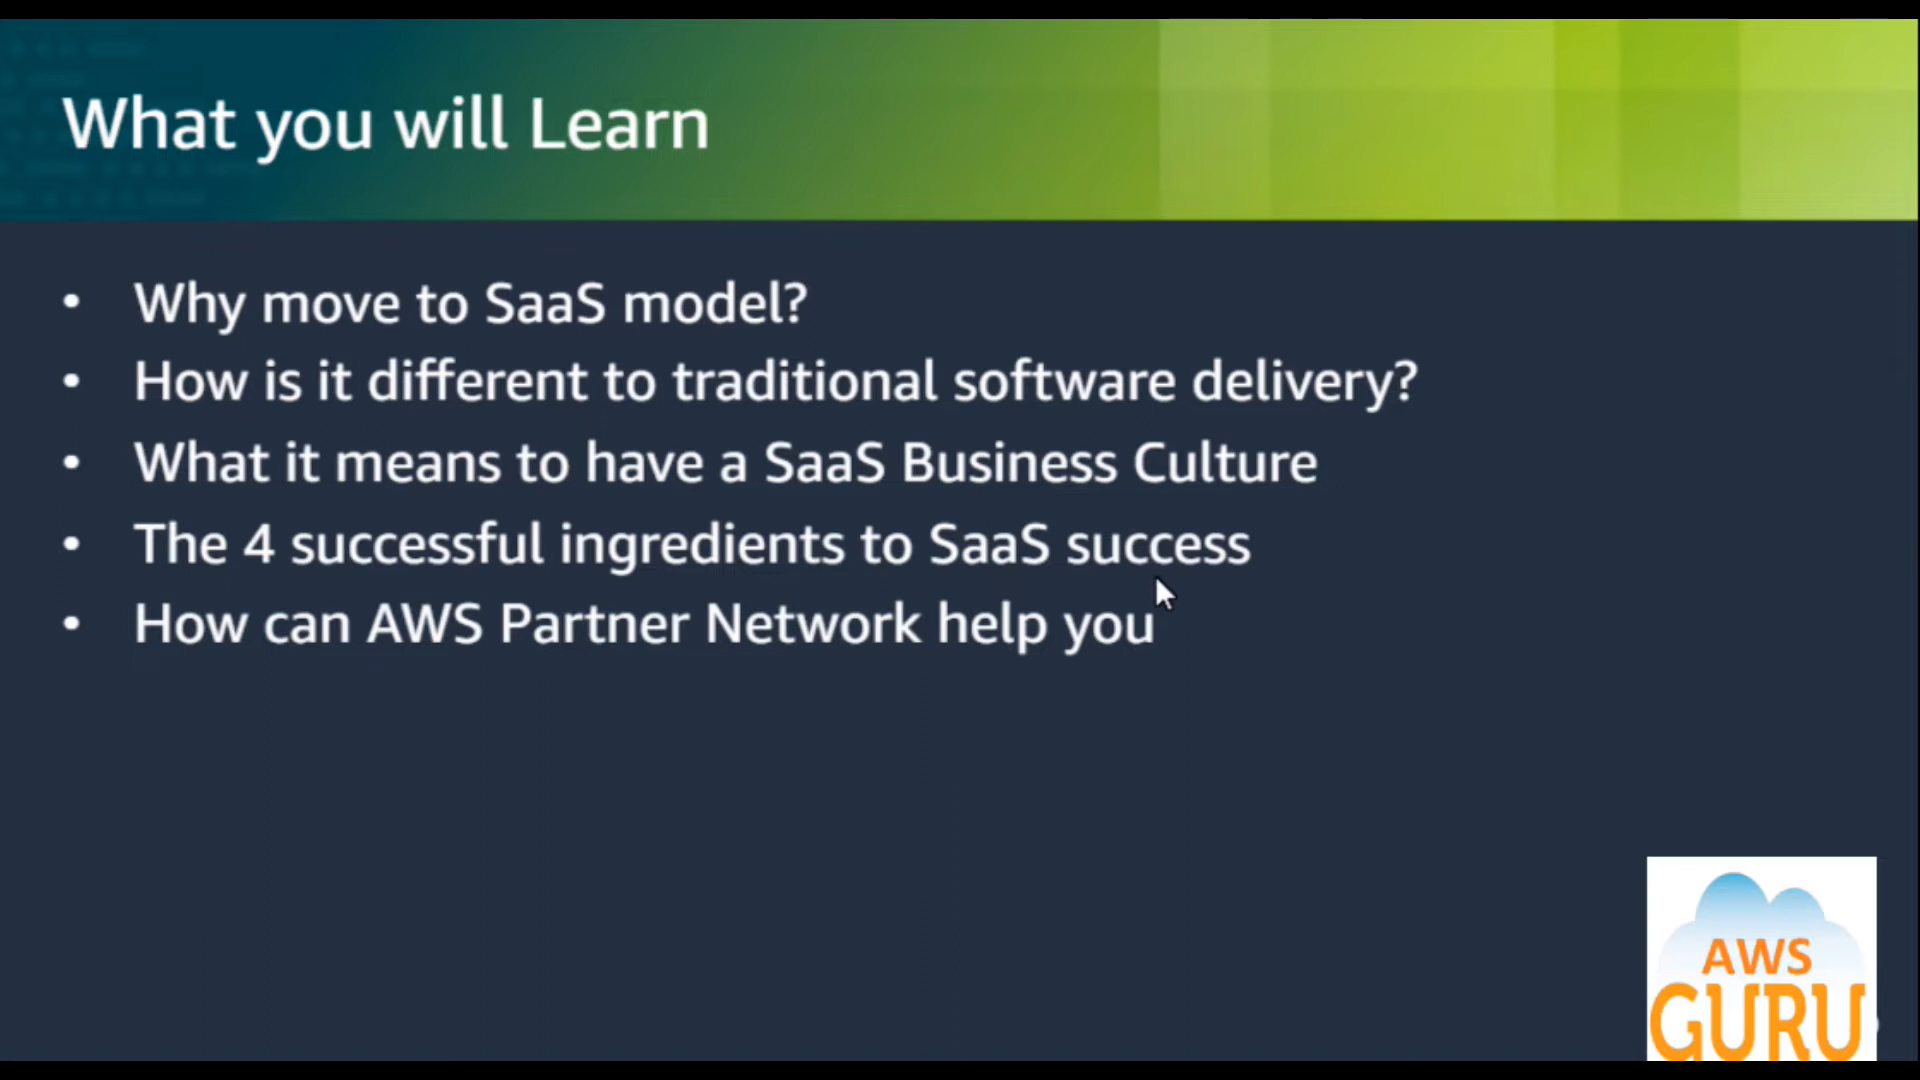 What you will Learn
• Why move to SaaS model?
• How is it different to traditional software delivery?
• What it means to have a SaaS Business Culture
• The 4 successful ingredients to SaaS success
• How can AWS Partner Network help you
AWS
GURU